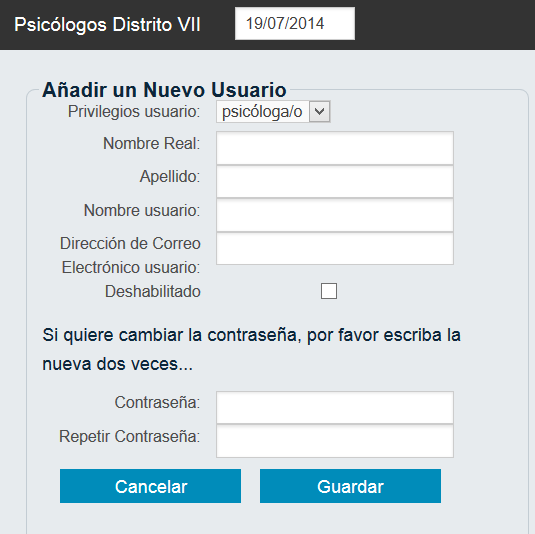 Psicólogos Distrito VII 19/07/2014
Añadir un Nuevo Usuario
Privilegios usuario: psicóloga/o
Nombre Real:
Apellido:
Nombre usuario:
Dirección de Correo
Electrónico usuario:
Deshabilitado
Si quiere cambiar la contraseña, por favor escriba la
nueva dos veces...
Contraseña:
Repetir Contraseña:
Cancelar Guardar